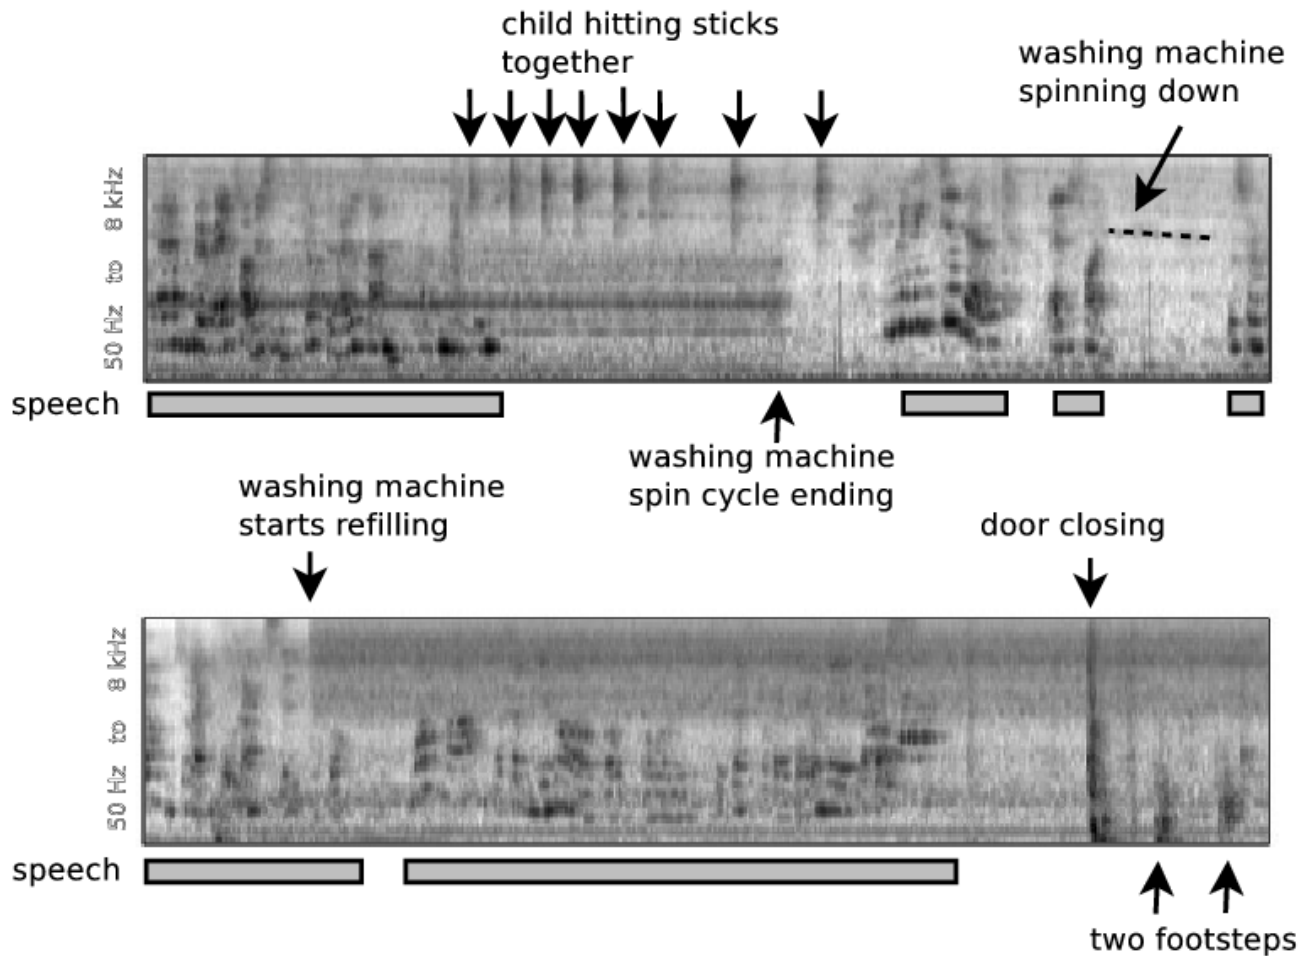 child hitting sticks
together
washing machine
spinning down
50 Hz to 8 kHz
speech
washing machine
spin cycle ending
washing machine
starts refilling
door closing
50 Hz to 8 kHz
speech
two footsteps